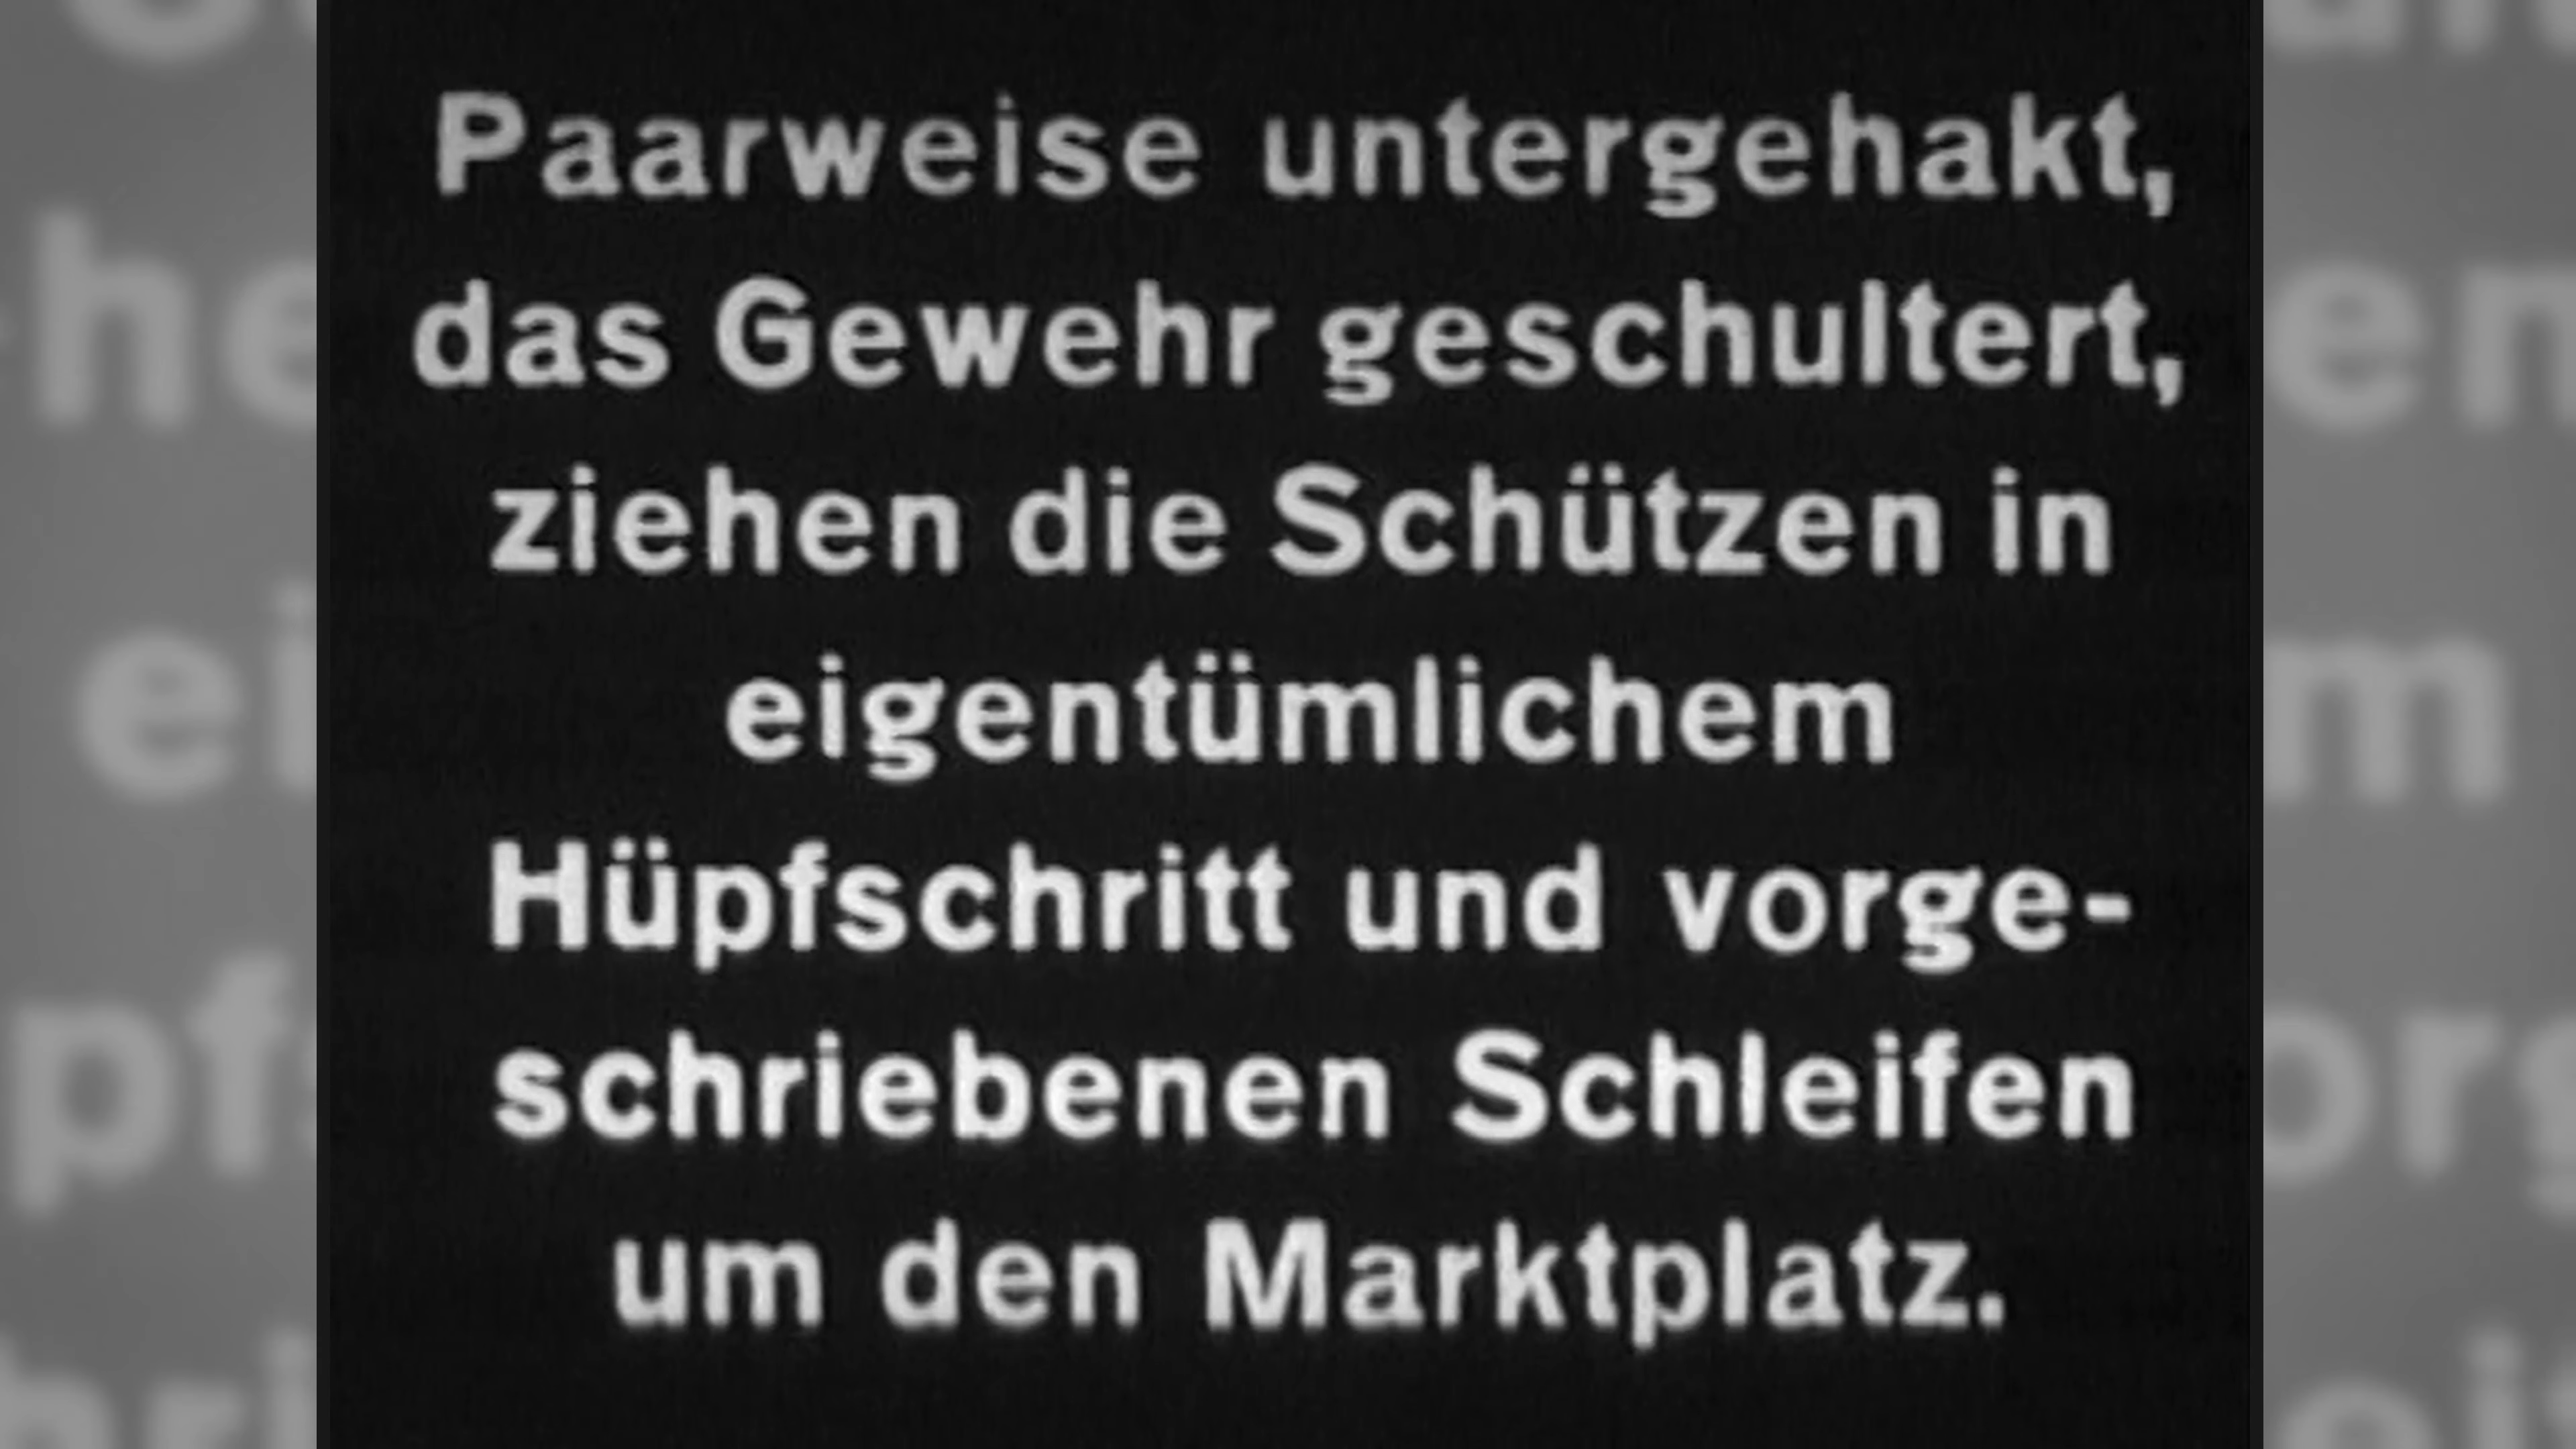 Paarweise untergehakt,
das Gewehr geschultert,
ziehen die Schützen in
eigentümlichem
Hüpfschritt und vorge-
schriebenen Schleifen
um den Marktplatz.